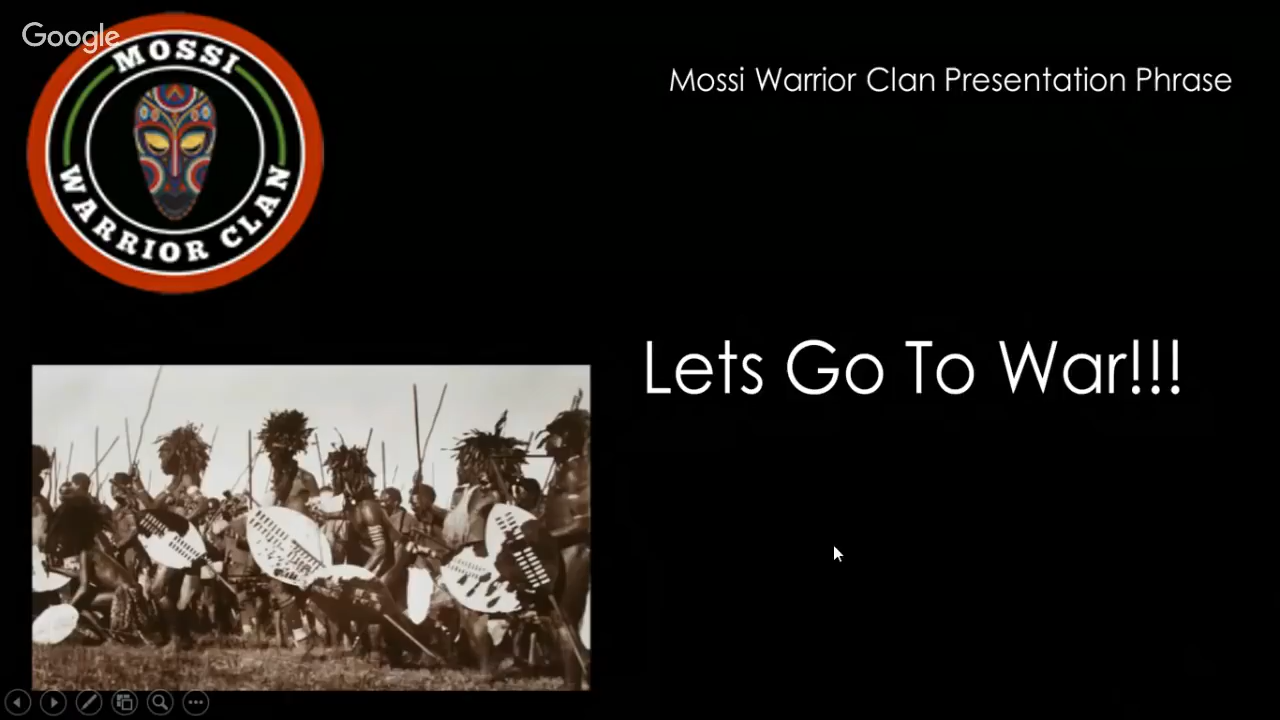 Google
MOSSI
WARRIOR CLAN
Mossi Warrior Clan Presentation Phrase
Lets Go To War!!!